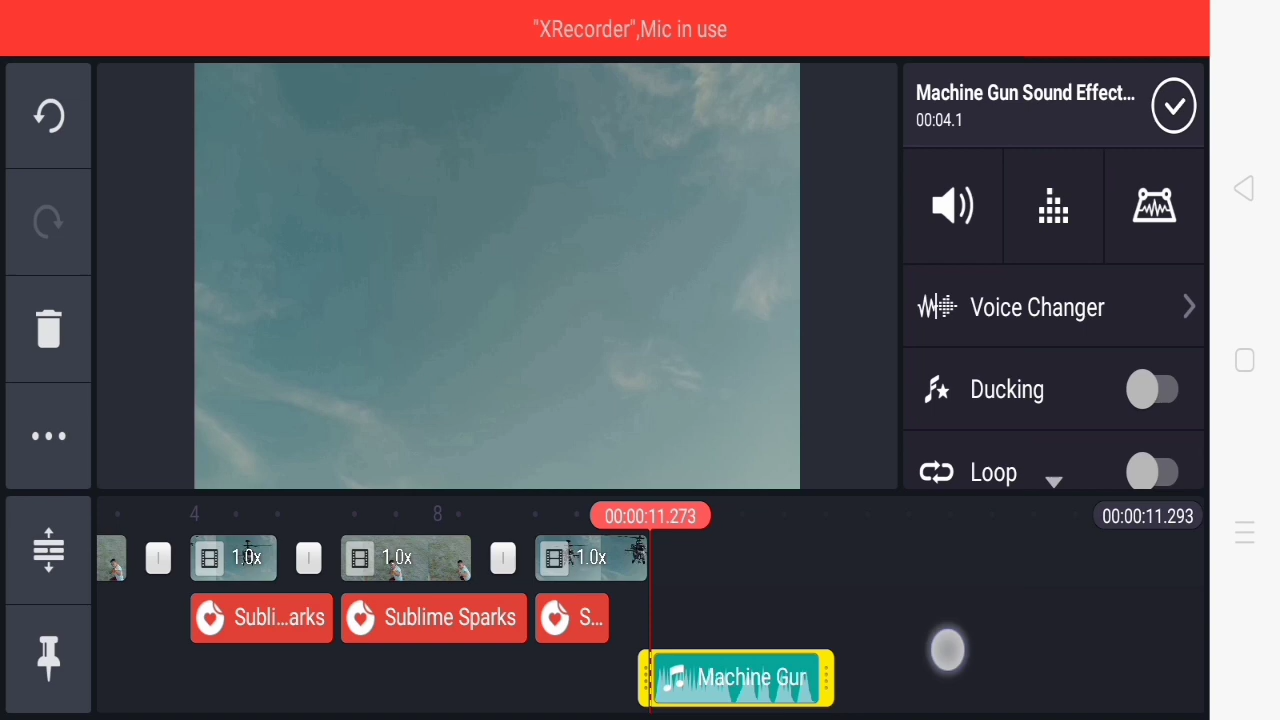 "XRecorder",Mic in use
Machine Gun Sound Effect...
00:04.1
Voice Changer
Ducking
Loop
4
8
00:00:11.273
00:00:11.293
1.0x
1.0x
1.0x
Subli...arks
Sublime Sparks
S...
Machine Gur